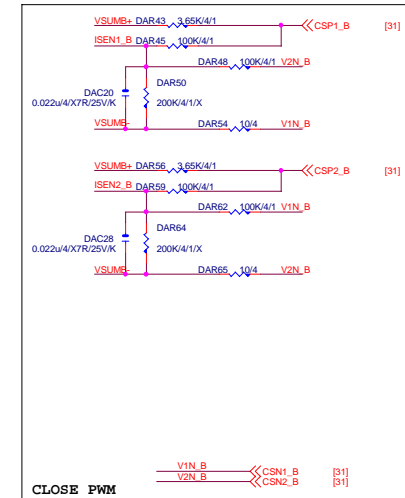 VSUMB+ DAR43 3.65K/4/1 CSP1_B [31]
ISEN1_B DAR45 100K/4/1
DAR48 100K/4/1 V2N_B
DAR50
DAC20
0.022u/4/X7R/25V/K 200K/4/1/X
VSUMB- DAR54 10/4 V1N_B
VSUMB+ DAR56 3.65K/4/1 CSP2_B [31]
ISEN2_B DAR59 100K/4/1
DAR62 100K/4/1 V1N_B
DAR64
DAC28
0.022u/4/X7R/25V/K 200K/4/1/X
VSUMB- DAR65 10/4 V2N_B
V1N_B CSN1_B [31]
V2N_B CSN2_B [31]
CLOSE PWM